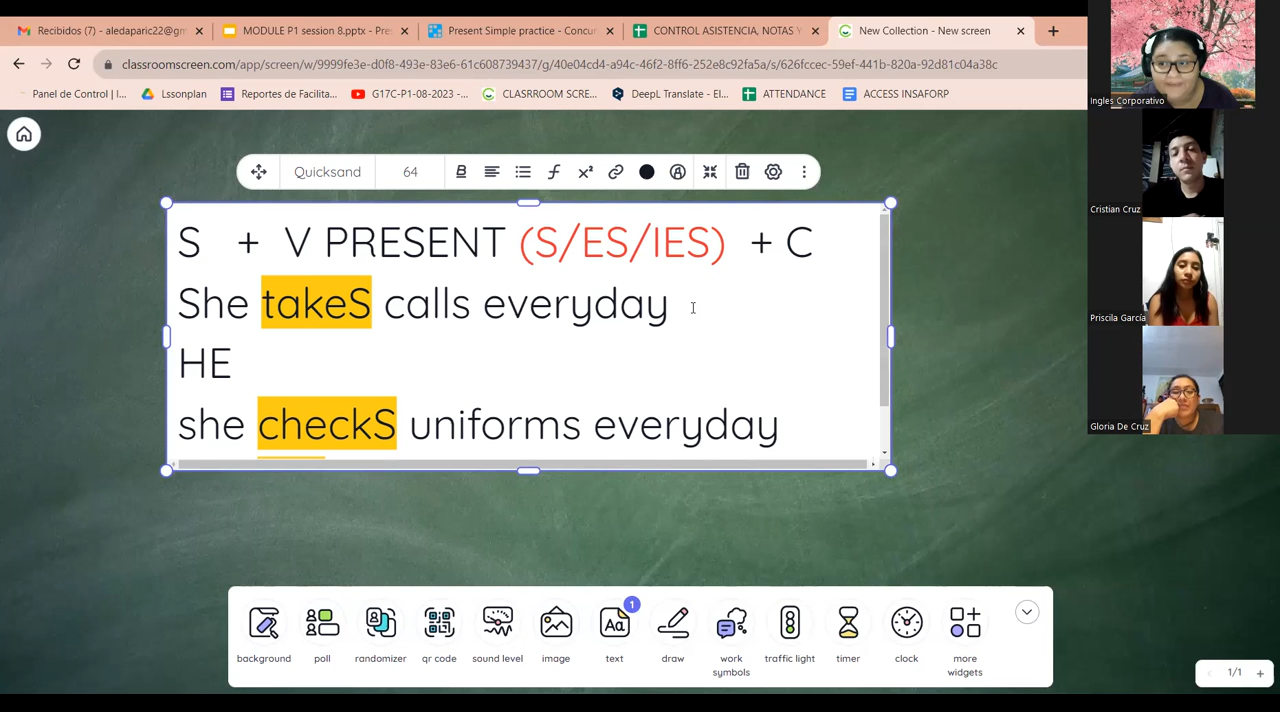 Recibidos (7) - aledaparic22@gm
MODULE P1 session 8.pptx - Pre
Present Simple practice - Concur
CONTROL ASISTENCIA, NOTAS Y
New Collection - New screen
classroomscreen.com/app/screen/w/9999fe3e-d0f8-493e-83e6-61c08739437/g/40e04cd4-a94c-46f2-8ff6-252e8c92fa5a/s/626fccec-59ef-441b-820a-92d81c04a38c
Panel de Control | I...
Lssonplan
Reportes de Facilita...
G17C-P1-08-2023 -...
CLASRROOM SCRE...
DeepL Translate - El...
ATTENDANCE
ACCESS INSAFORP
Quicksand
64
S + V PRESENT (S/ES/IES) + C
She takeS calls everyday
HE
she checkS uniforms everyday
background
poll
randomizer
qr code
sound level
image
1
text
draw
work symbols
traffic light
timer
clock
more widgets
1/1
Ingles Corporativo
Cristian Cruz
Priscila García
Gloria De Cruz